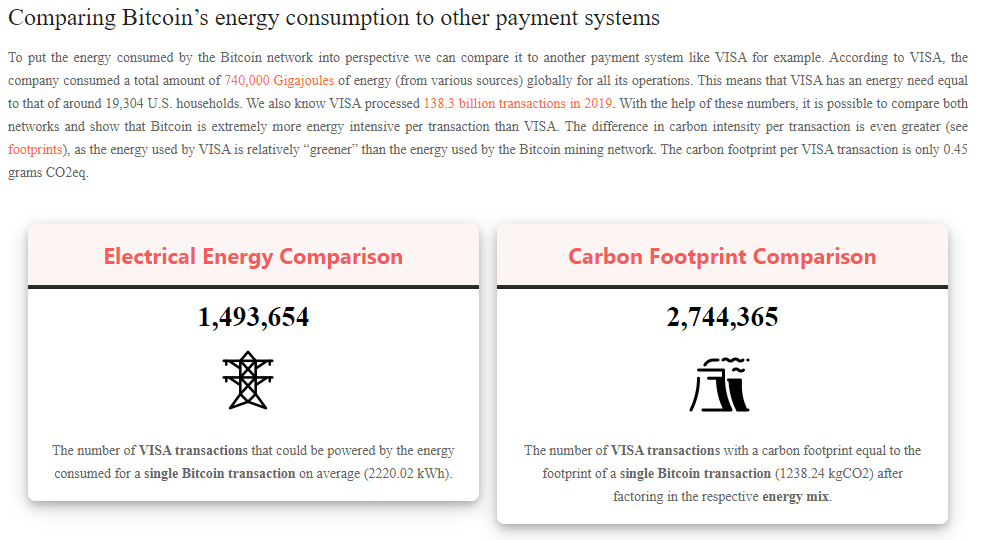 Comparing Bitcoin’s energy consumption to other payment systems
To put the energy consumed by the Bitcoin network into perspective we can compare it to another payment system like VISA for example. According to VISA, the
company consumed a total amount of 740,000 Gigajoules of energy (from various sources) globally for all its operations. This means that VISA has an energy need equal
to that of around 19,304 U.S. households. We also know VISA processed 138.3 billion transactions in 2019. With the help of these numbers, it is possible to compare both
networks and show that Bitcoin is extremely more energy intensive per transaction than VISA. The difference in carbon intensity per transaction is even greater (see
footprints), as the energy used by VISA is relatively “greener” than the energy used by the Bitcoin mining network. The carbon footprint per VISA transaction is only 0.45
grams CO2eq.
Electrical Energy Comparison
1,493,654
The number of VISA transactions that could be powered by the energy
consumed for a single Bitcoin transaction on average (2220.02 kWh).
Carbon Footprint Comparison
2,744,365
The number of VISA transactions with a carbon footprint equal to the
footprint of a single Bitcoin transaction (1238.24 kgCO2) after
factoring in the respective energy mix.